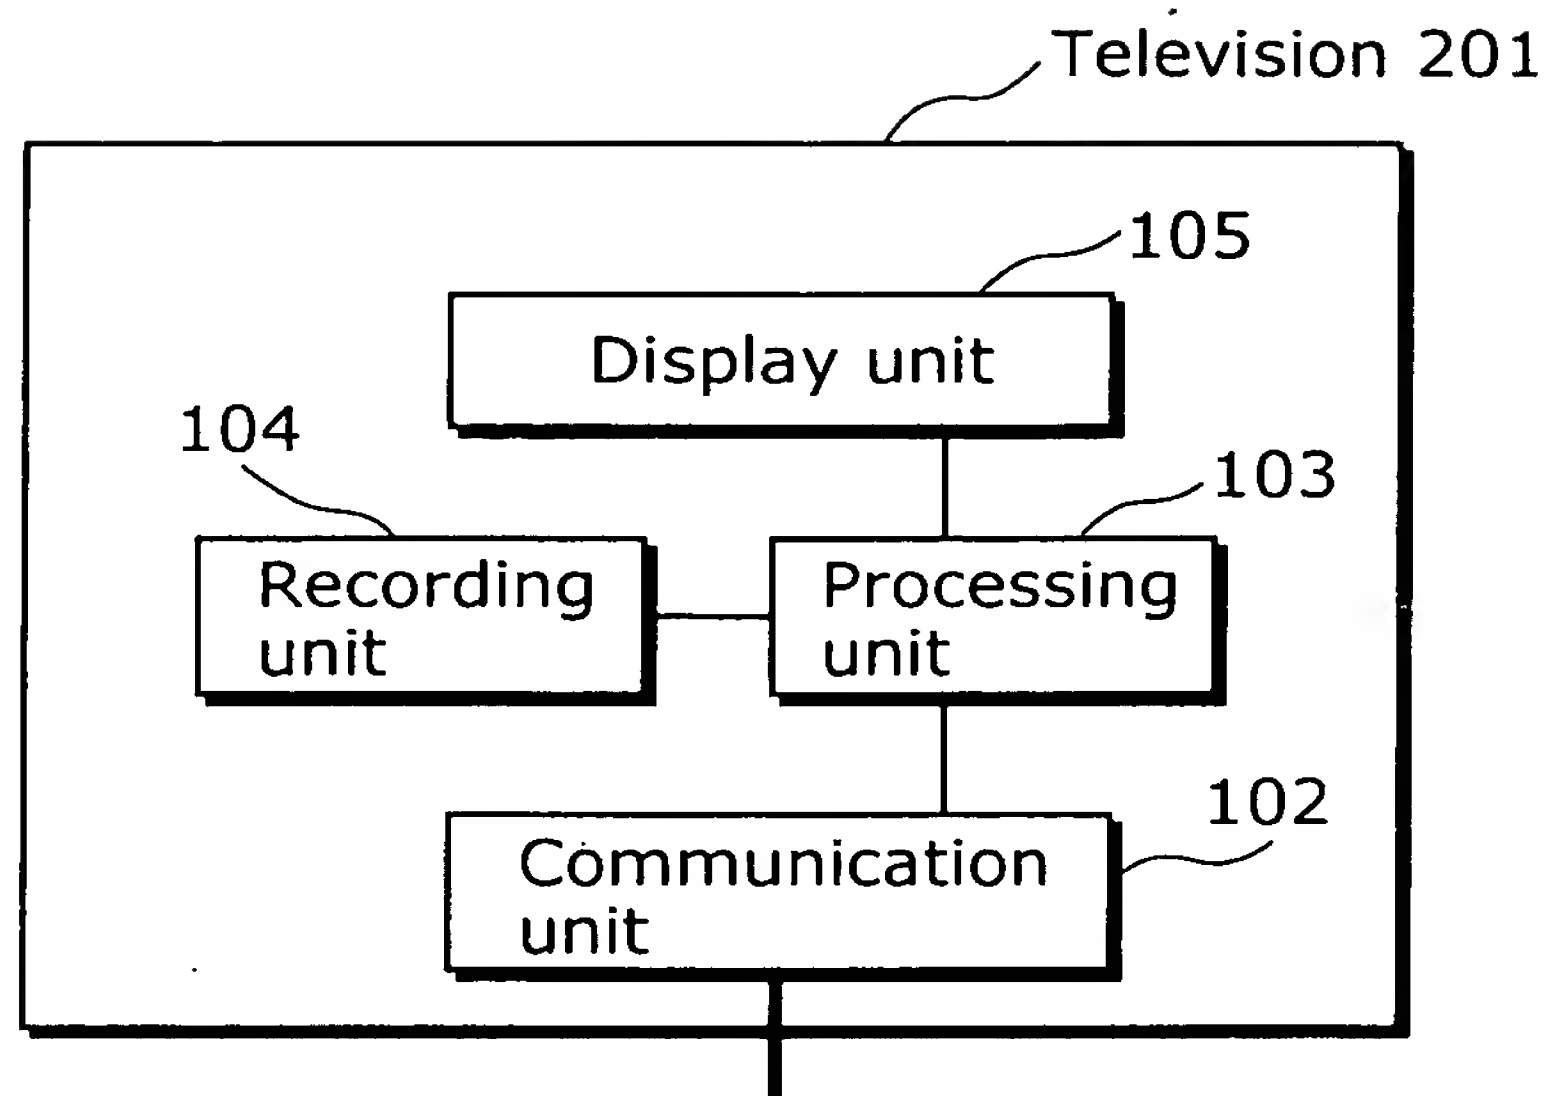 Television 201
105
Display unit
104
103
Recording
unit
Processing
unit
102
Communication
unit